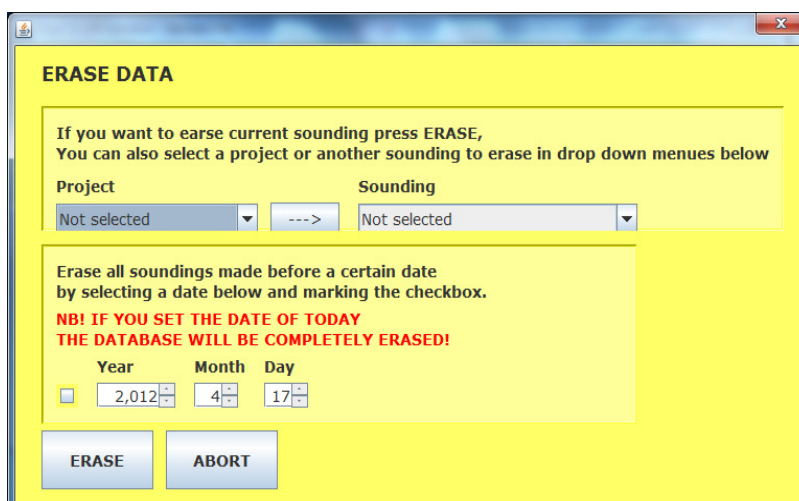 ERASE DATA
If you want to earse current sounding press ERASE,
You can also select a project or another sounding to erase in drop down menues below
Project Sounding
Not selected ---> Not selected
Erase all soundings made before a certain date
by selecting a date below and marking the checkbox.
NB! IF YOU SET THE DATE OF TODAY
THE DATABASE WILL BE COMPLETELY ERASED!
Year Month Day
2,012 4 17
ERASE ABORT